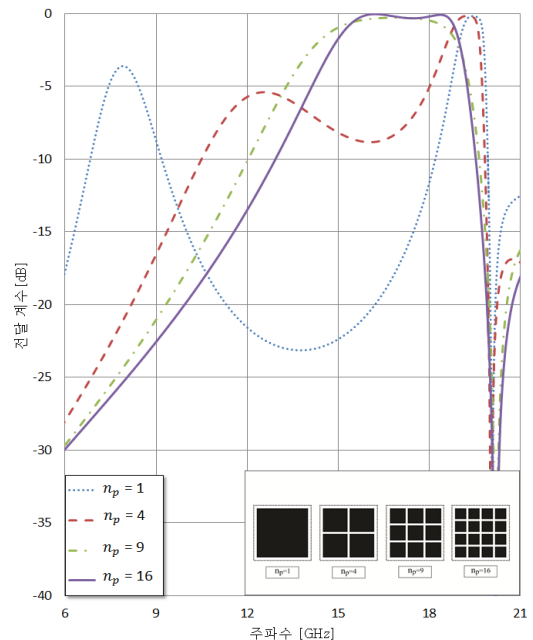 0
-5
-10
-15
-20
-25
-30
-35
-40
전달 계수[dB]
6
9
12
15
18
21
주파수 [GHz]
n_p = 1
n_p = 4
n_p = 9
n_p = 16
n_p=1
n_p=4
n_p=9
n_p=16